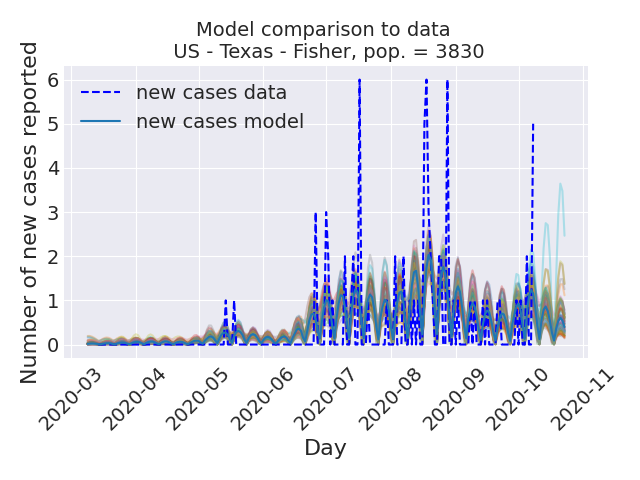 Model comparison to data
US - Texas - Fisher, pop. = 3830
Number of new cases reported
6
5
4
3
2
1
0
new cases data
new cases model
2020-03
2020-04
2020-05
2020-06
2020-07
2020-08
2020-09
2020-10
2020-11
Day